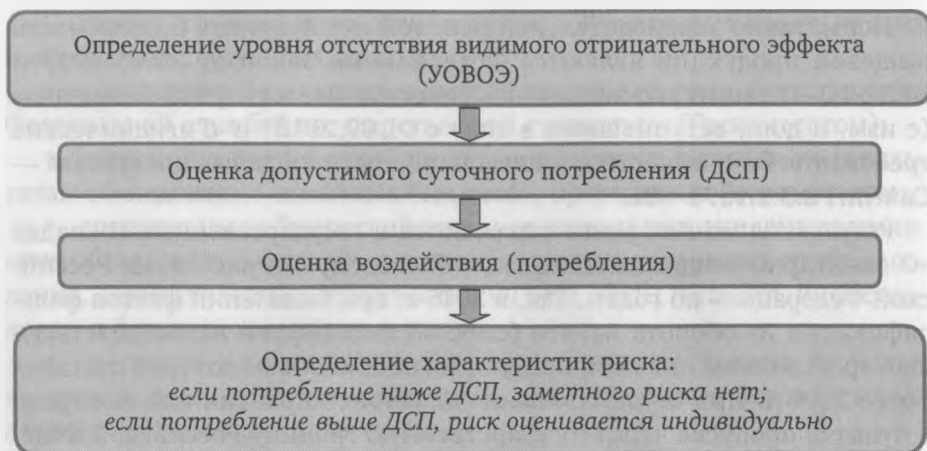 Определение уровня отсутствия видимого отрицательного эффекта
(УОВОЭ)
Оценка допустимого суточного потребления (ДСП)
Оценка воздействия (потребления)
Определение характеристик риска:
если потребление ниже ДСП, заметного риска нет;
если потребление выше ДСП, риск оценивается индивидуально